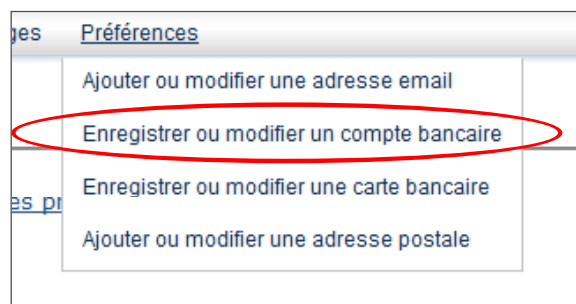 ges Préférences
Ajouter ou modifier une adresse email
Enregistrer ou modifier un compte bancaire
Enregistrer ou modifier une carte bancaire
es pr
Ajouter ou modifier une adresse postale